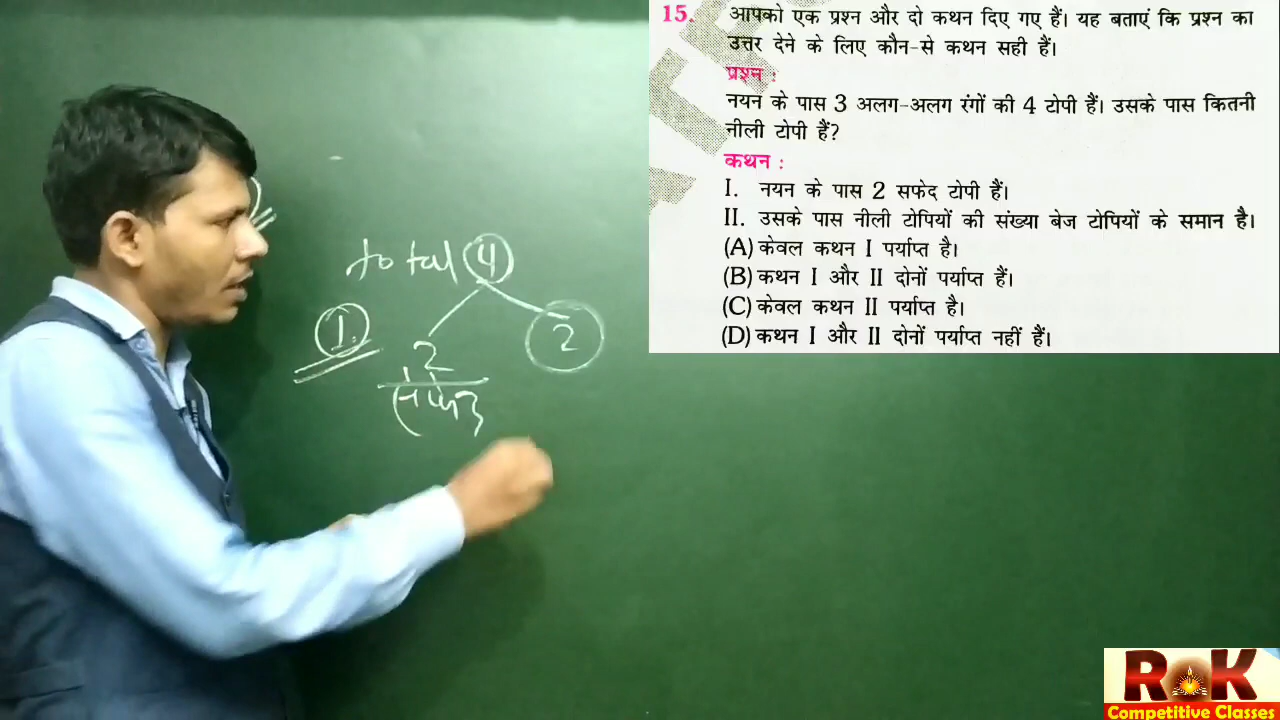 15. आपको एक प्रश्न और दो कथन दिए गए हैं। यह बताएं कि प्रश्न का
उत्तर देने के लिए कौन-से कथन सही हैं।
प्रश्न :
नयन के पास 3 अलग-अलग रंगों की 4 टोपी हैं। उसके पास कितनी
नीली टोपी हैं?
कथन :
I. नयन के पास 2 सफेद टोपी हैं।
II. उसके पास नीली टोपियों की संख्या बेज टोपियों के समान है।
(A) केवल कथन I पर्याप्त है।
(B) कथन I और II दोनों पर्याप्त हैं।
(C) केवल कथन II पर्याप्त है।
(D) कथन I और II दोनों पर्याप्त नहीं हैं।
total 4
1.
2
2
RK
Competitive Classes